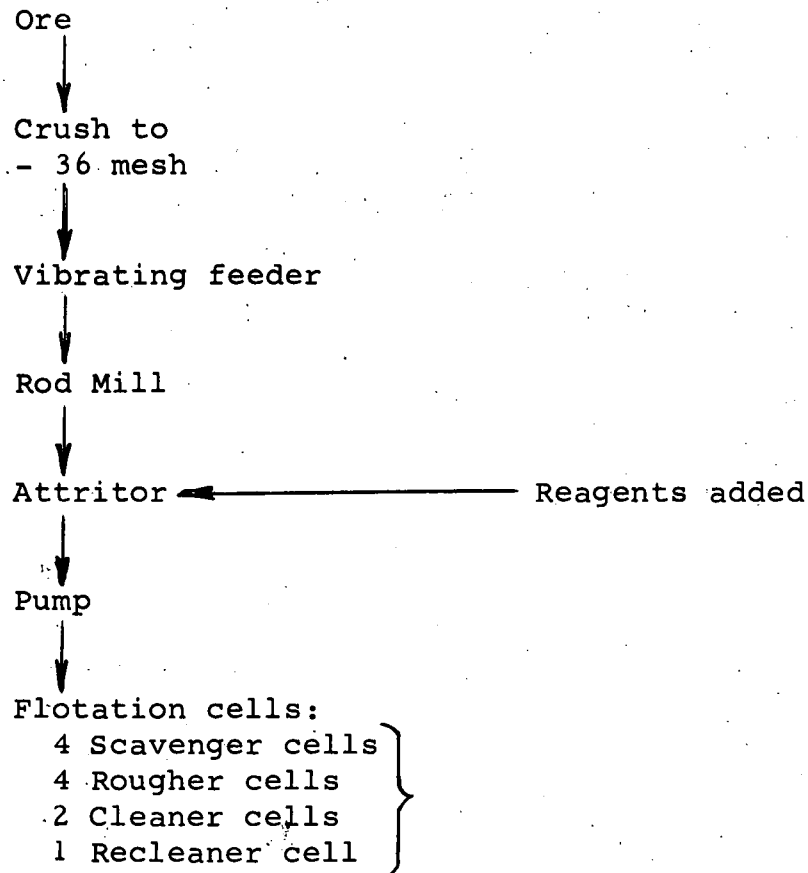 Ore
Crush to
- 36 mesh
Vibrating feeder
Rod Mill
Attritor
Reagents added
Pump
Flotation cells:
4 Scavenger cells
4 Rougher cells
2 Cleaner cells
1 Recleaner cell